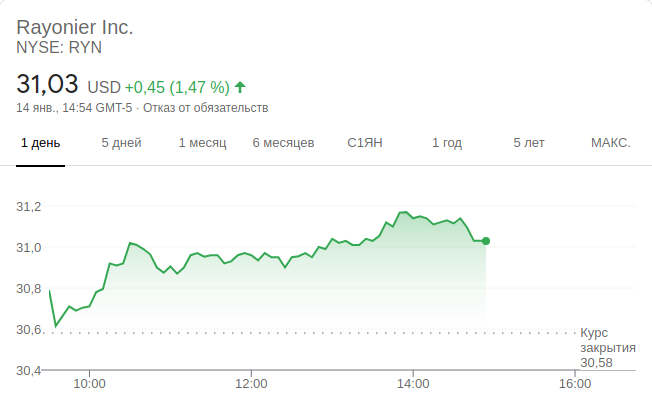 Rayonier Inc.
NYSE: RYN
31,03 USD +0,45 (1,47 %)
14 янв., 14:54 GMT-5 · Отказ от обязательств
1 день 5 дней 1 месяц 6 месяцев С1ЯН 1 год 5 лет МАКС.
31,2
31,0
30,8
30,6
Курс
закрытия
30,58
30,4
10:00 12:00 14:00 16:00